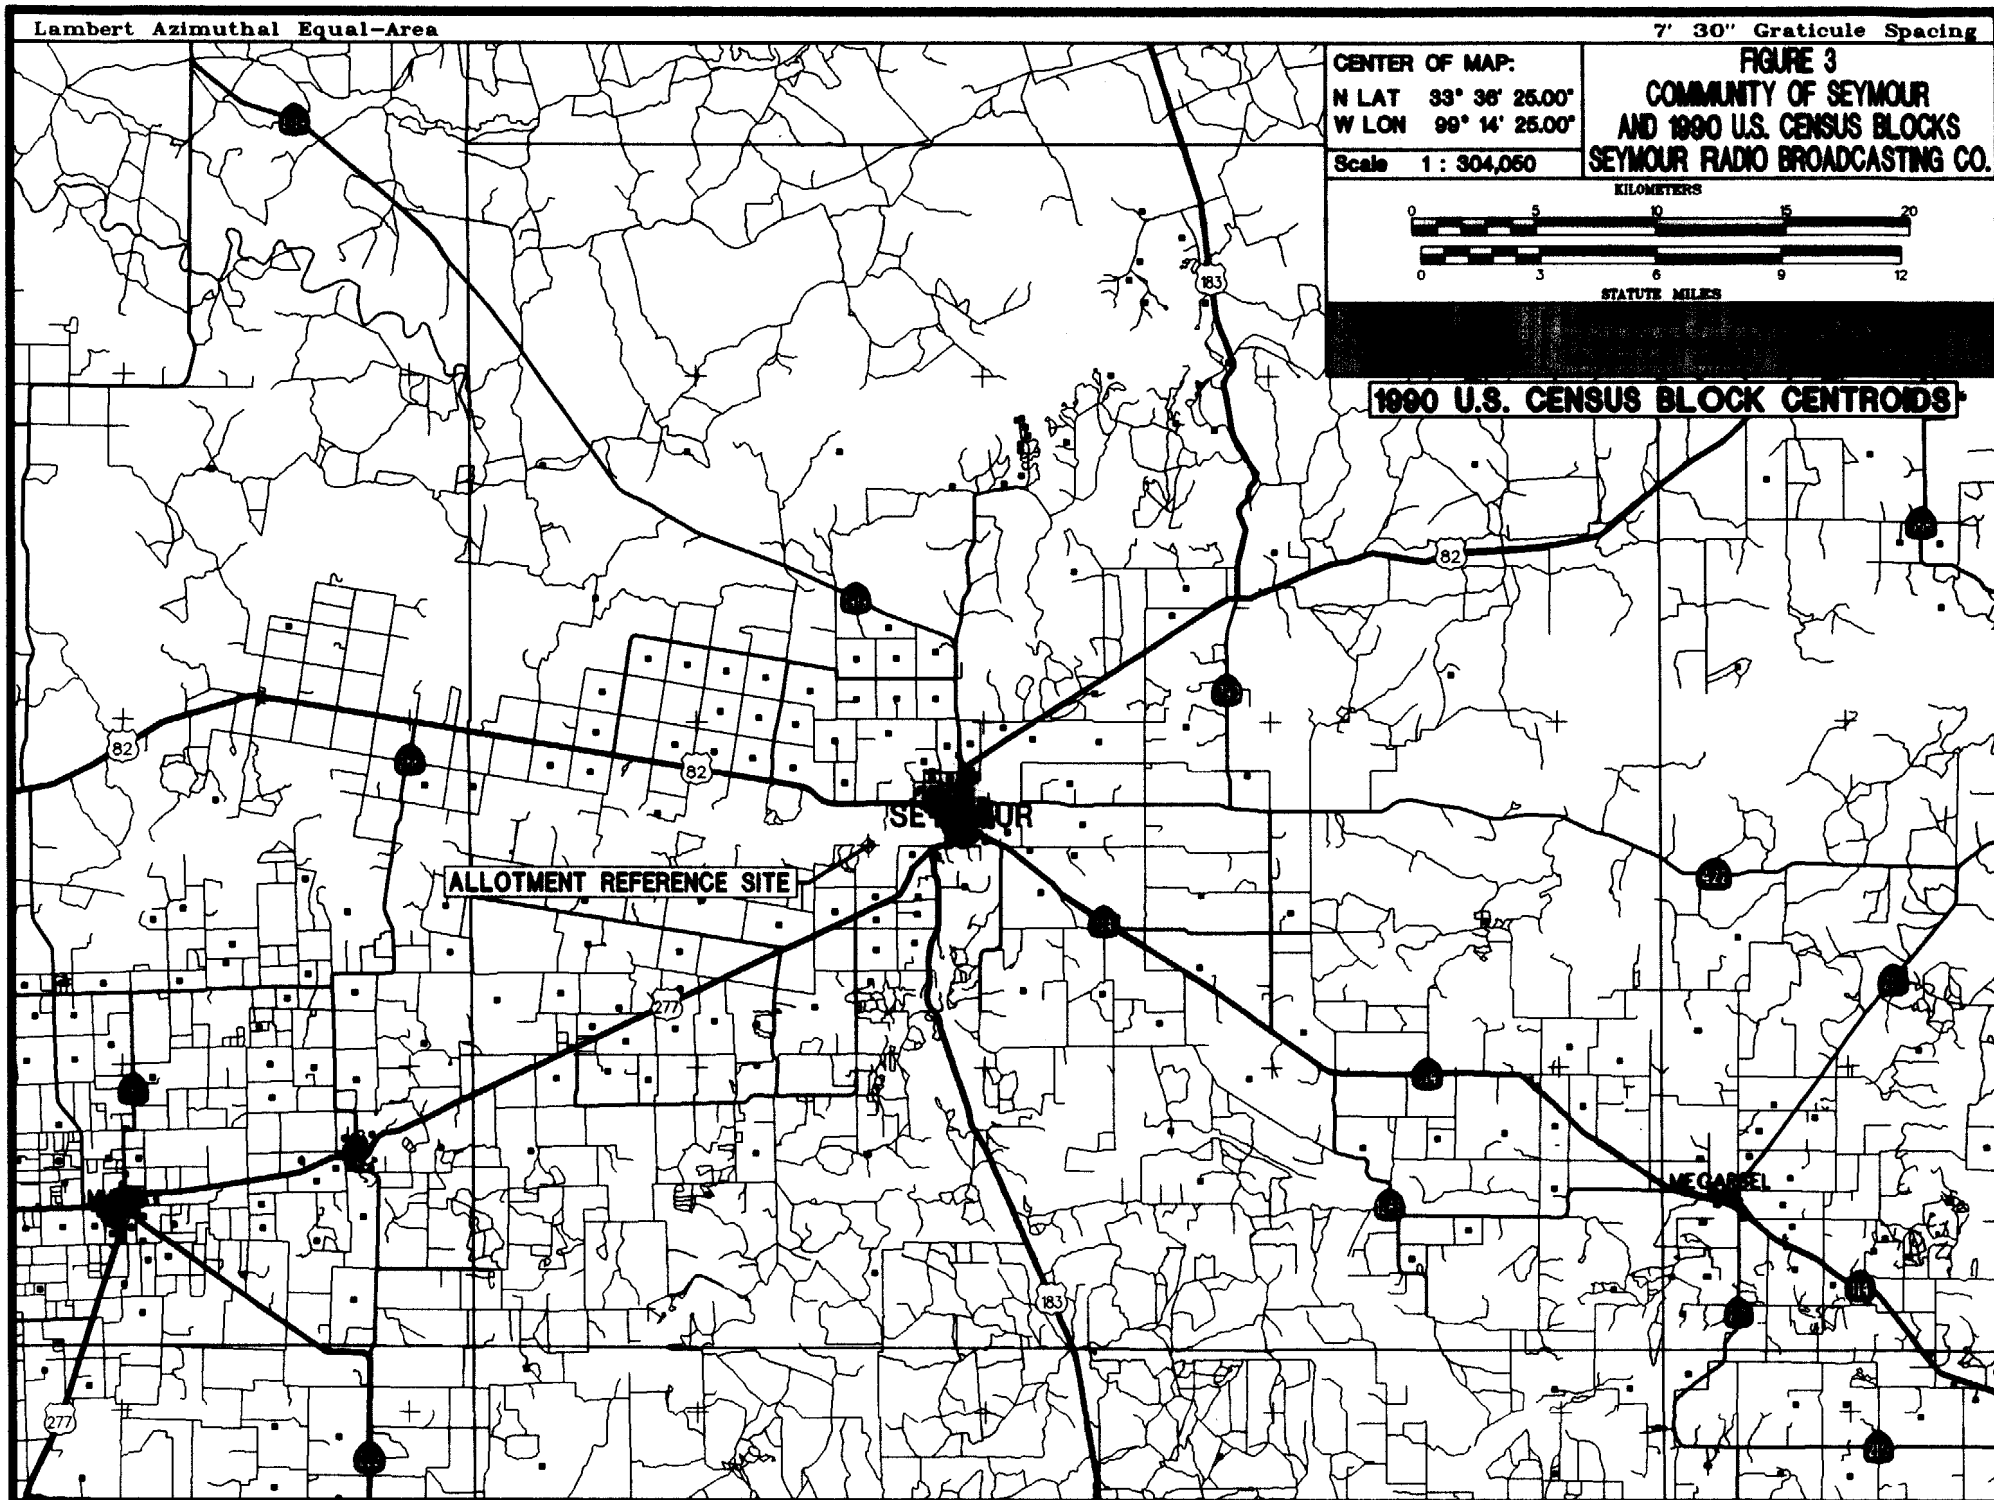 Lambert Azimuthal Equal-Area
7' 30" Graticule Spacing
CENTER OF MAP:
N LAT 33° 36' 25.00"
W LON 99° 14' 25.00"
Scale 1 : 304,050
FIGURE 3
COMMUNITY OF SEYMOUR
AND 1990 U.S. CENSUS BLOCKS
SEYMOUR RADIO BROADCASTING CO.
KILOMETERS
0 5 10 15 20
0 3 6 9 12
STATUTE MILES
1990 U.S. CENSUS BLOCK CENTROIDS
183
82
82
82
ALLOTMENT REFERENCE SITE
277
183
277